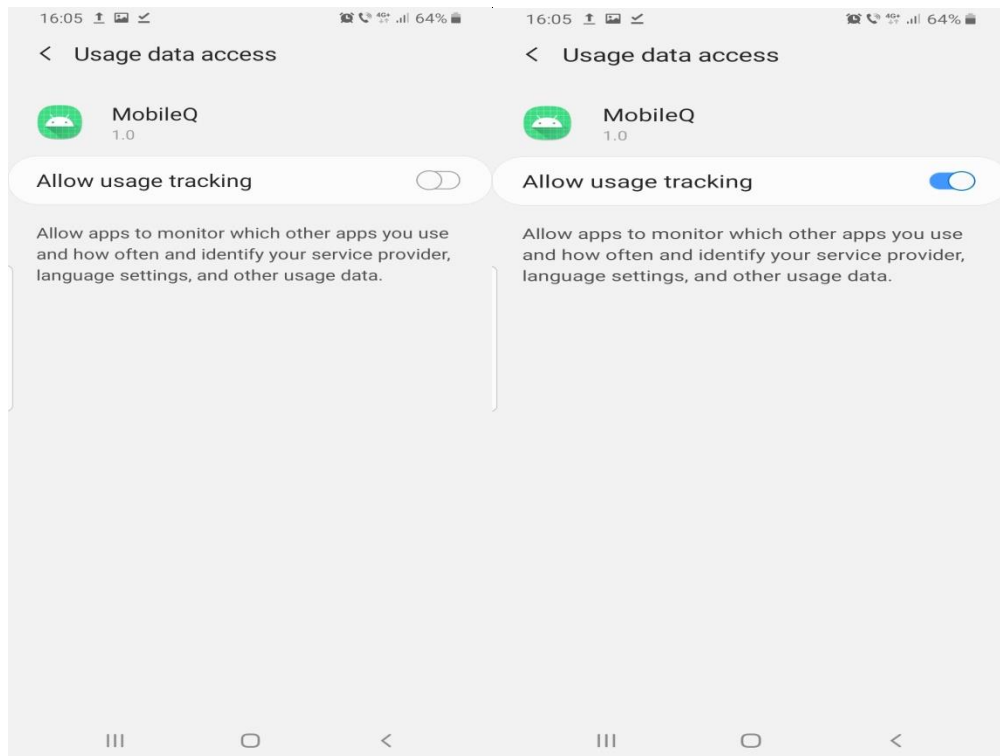 16:05 64%
Usage data access
MobileQ
1.0
Allow usage tracking
Allow apps to monitor which other apps you use
and how often and identify your service provider,
language settings, and other usage data.
16:05 4G+ 64%
Usage data access
MobileQ
1.0
Allow usage tracking
Allow apps to monitor which other apps you use
and how often and identify your service provider,
language settings, and other usage data.